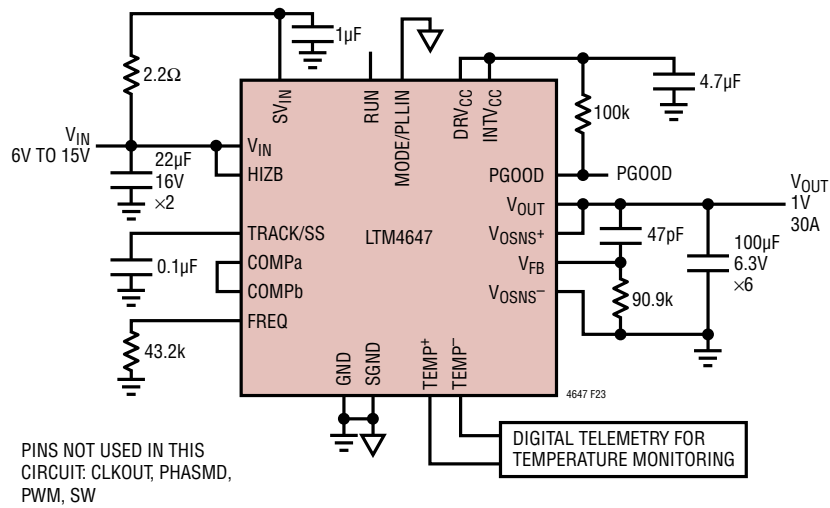 1µF
2.2Ω
4.7µF
100k
SVIN
RUN
MODE/PLLIN
DRVCC
INTVCC
VIN
6V TO 15V
22µF
16V
×2
VIN
HIZB
PGOOD
PGOOD
VOUT
VOUT
1V
30A
TRACK/SS
LTM4647
VOSNS+
47pF
100µF
6.3V
×6
0.1µF
COMPa
COMPb
VFB
VOSNS–
90.9k
FREQ
43.2k
GND
SGND
TEMP+
TEMP–
4647 F23
PINS NOT USED IN THIS
CIRCUIT: CLKOUT, PHASMD,
PWM, SW
DIGITAL TELEMETRY FOR
TEMPERATURE MONITORING